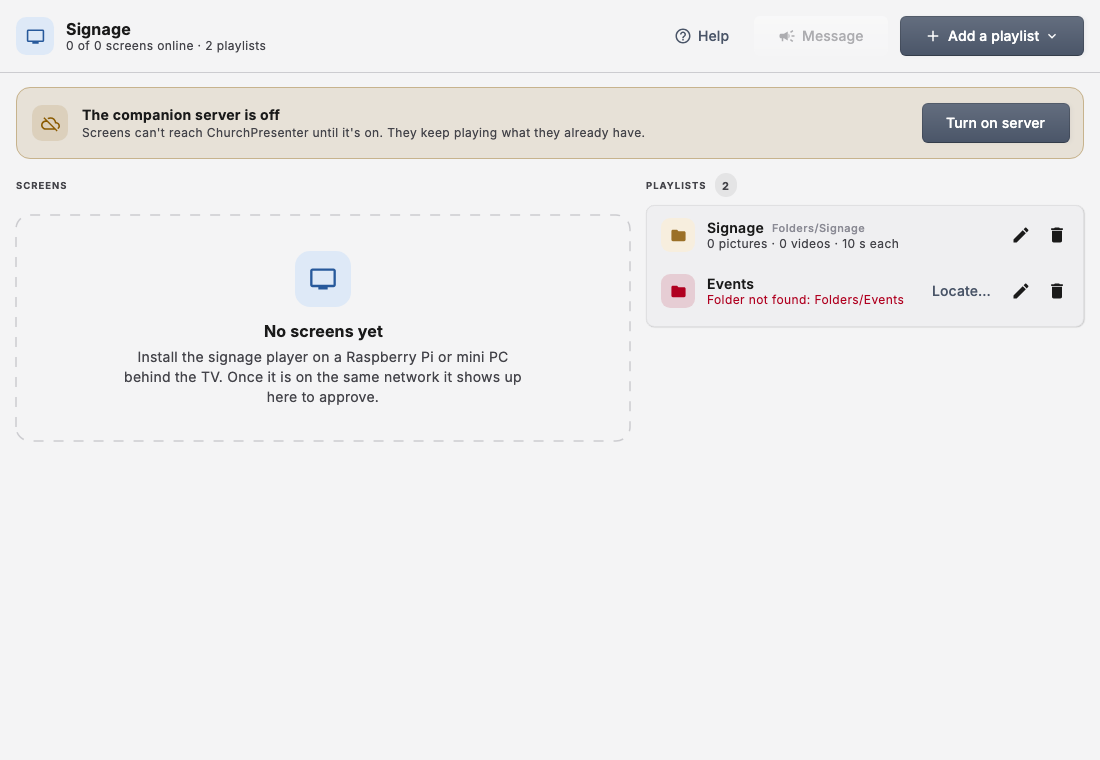 Signage
0 of 0 screens online · 2 playlists
Help
Message
Add a playlist
The companion server is off
Screens can't reach ChurchPresenter until it's on. They keep playing what they already have.
Turn on server
SCREENS
No screens yet
Install the signage player on a Raspberry Pi or mini PC
behind the TV. Once it is on the same network it shows up
here to approve.
PLAYLISTS 2
Signage Folders/Signage
0 pictures · 0 videos · 10 s each
Events
Folder not found: Folders/Events
Locate...